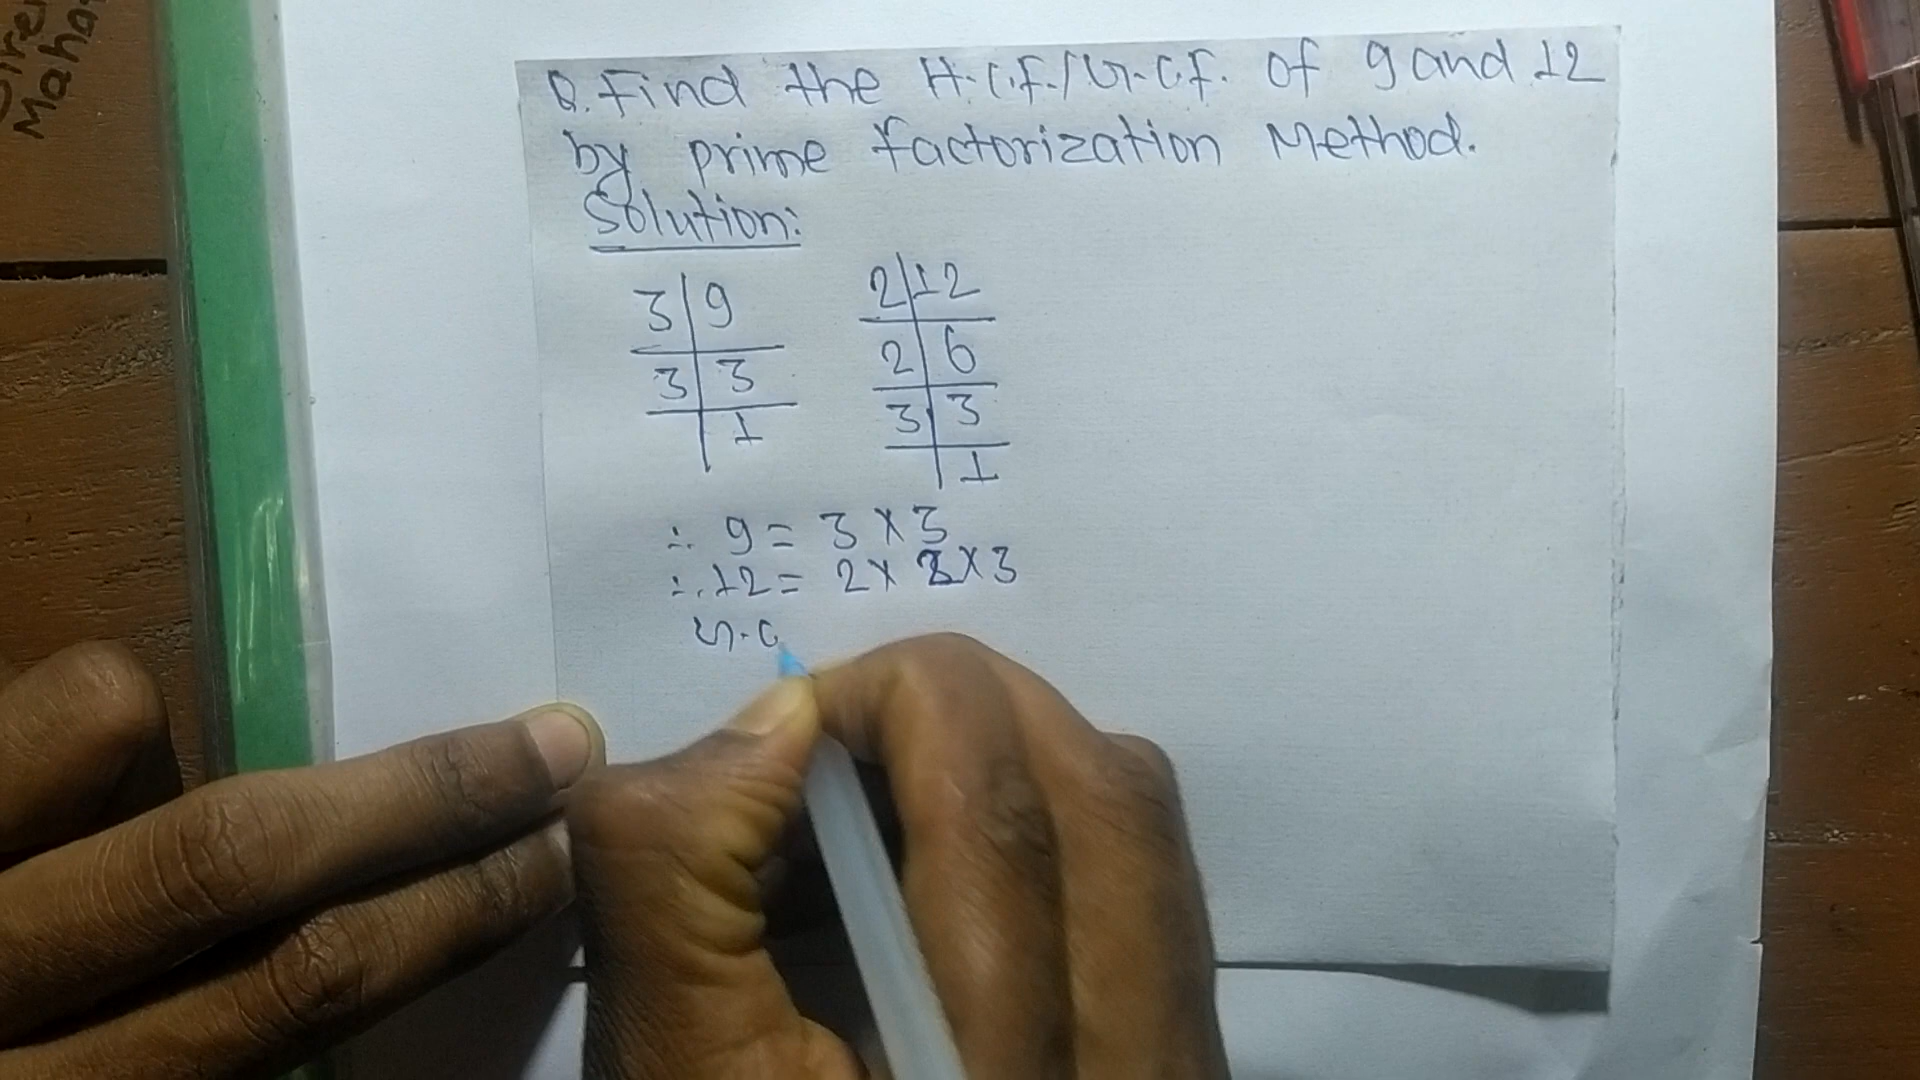 Q. Find the H.C.F./G.C.F. of 9 and 12
by prime factorization Method.
Solution:
3 9
3 3
1
2 12
2 6
3 3
1
∴ 9 = 3 × 3
∴ 12 = 2 × 2 × 3
G.C
Maha